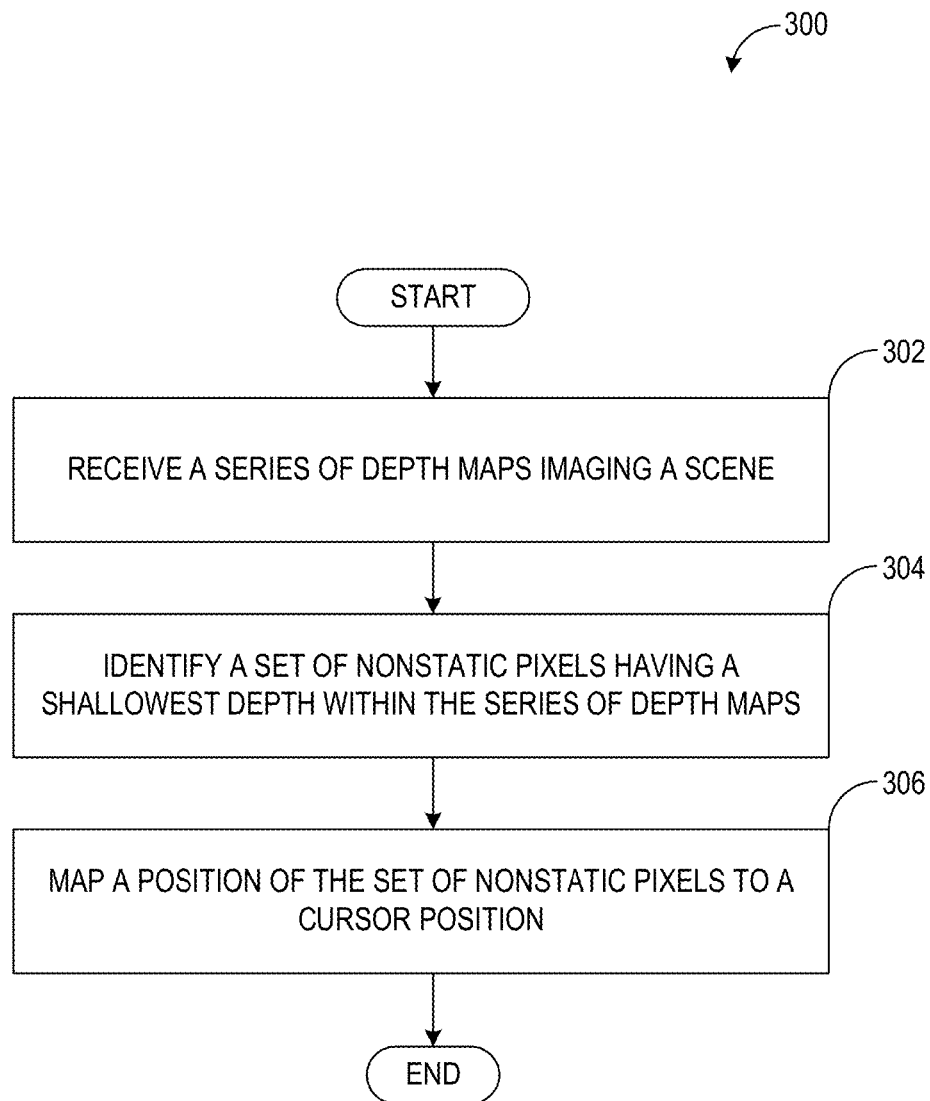 300
START
302
RECEIVE A SERIES OF DEPTH MAPS IMAGING A SCENE
304
IDENTIFY A SET OF NONSTATIC PIXELS HAVING A
SHALLOWEST DEPTH WITHIN THE SERIES OF DEPTH MAPS
306
MAP A POSITION OF THE SET OF NONSTATIC PIXELS TO A
CURSOR POSITION
END